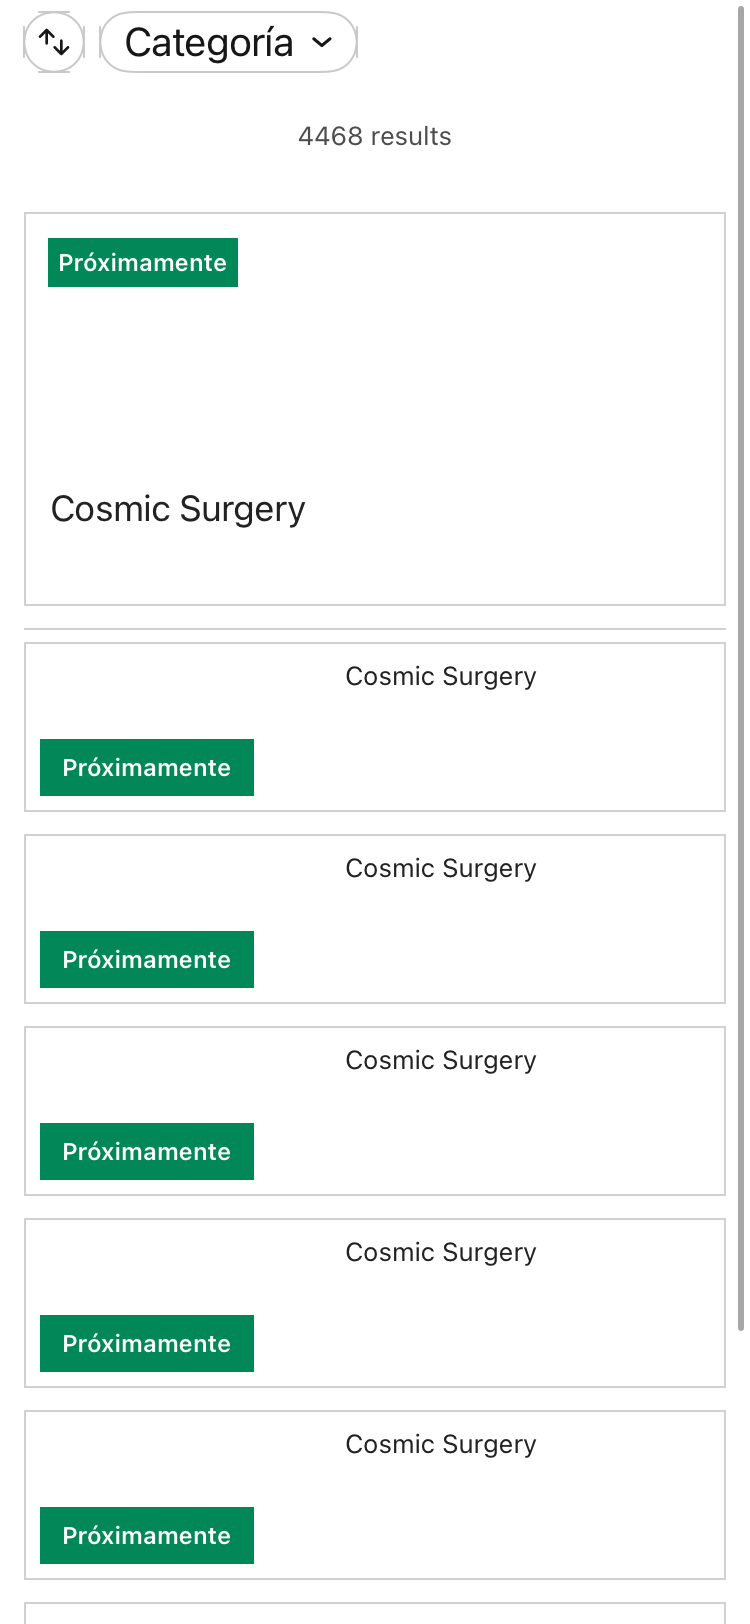 Categoría
4468 results
Próximamente
Cosmic Surgery
Cosmic Surgery
Próximamente
Cosmic Surgery
Próximamente
Cosmic Surgery
Próximamente
Cosmic Surgery
Próximamente
Cosmic Surgery
Próximamente